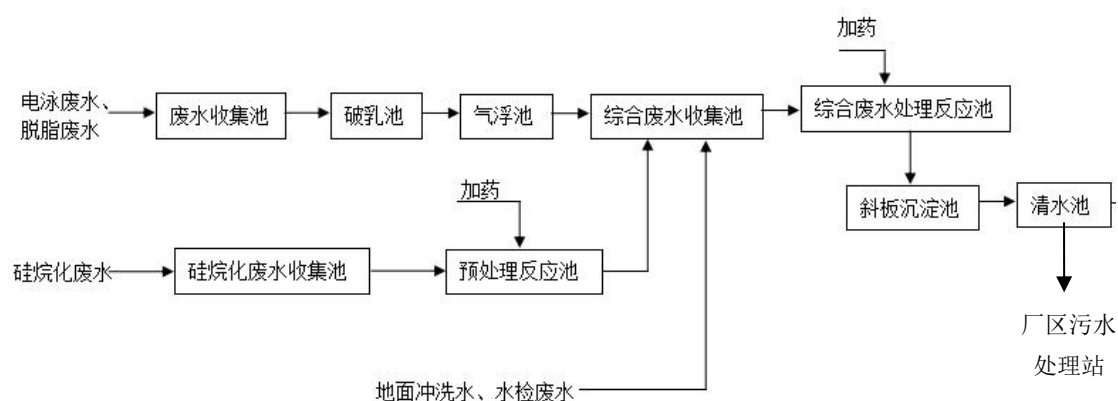 加药
电泳废水、
脱脂废水
废水收集池
破乳池
气浮池
综合废水收集池
综合废水处理反应池
加药
斜板沉淀池
清水池
硅烷化废水
硅烷化废水收集池
预处理反应池
厂区污水
处理站
地面冲洗水、水检废水